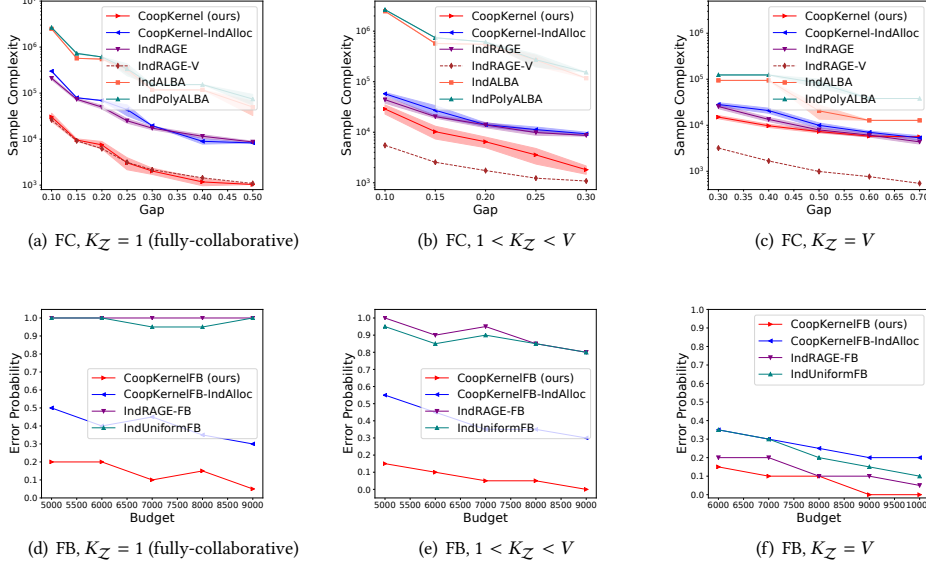 10⁷
10⁶
10⁵
10⁴
10³
Sample Complexity
CoopKernel (ours)
CoopKernel-IndAlloc
IndRAGE
IndRAGE-V
IndALBA
IndPolyALBA
0.10 0.15 0.20 0.25 0.30 0.35 0.40 0.45 0.50
Gap
(a) FC, K_Z = 1 (fully-collaborative)
10⁶
10⁵
10⁴
10³
Sample Complexity
CoopKernel (ours)
CoopKernel-IndAlloc
IndRAGE
IndRAGE-V
IndALBA
IndPolyALBA
0.10 0.15 0.20 0.25 0.30
Gap
(b) FC, 1 < K_Z < V
10⁶
10⁵
10⁴
10³
Sample Complexity
CoopKernel (ours)
CoopKernel-IndAlloc
IndRAGE
IndRAGE-V
IndALBA
IndPolyALBA
0.30 0.35 0.40 0.45 0.50 0.55 0.60 0.65 0.70
Gap
(c) FC, K_Z = V
1.0
0.9
0.8
0.7
0.6
0.5
0.4
0.3
0.2
0.1
0.0
Error Probability
CoopKernelFB (ours)
CoopKernelFB-IndAlloc
IndRAGE-FB
IndUniformFB
5000 5500 6000 6500 7000 7500 8000 8500 9000
Budget
(d) FB, K_Z = 1 (fully-collaborative)
1.0
0.9
0.8
0.7
0.6
0.5
0.4
0.3
0.2
0.1
0.0
Error Probability
CoopKernelFB (ours)
CoopKernelFB-IndAlloc
IndRAGE-FB
IndUniformFB
5000 5500 6000 6500 7000 7500 8000 8500 9000
Budget
(e) FB, 1 < K_Z < V
1.0
0.9
0.8
0.7
0.6
0.5
0.4
0.3
0.2
0.1
0.0
Error Probability
CoopKernelFB (ours)
CoopKernelFB-IndAlloc
IndRAGE-FB
IndUniformFB
6000 6500 7000 7500 8000 8500 9000 9500
Budget
(f) FB, K_Z = V